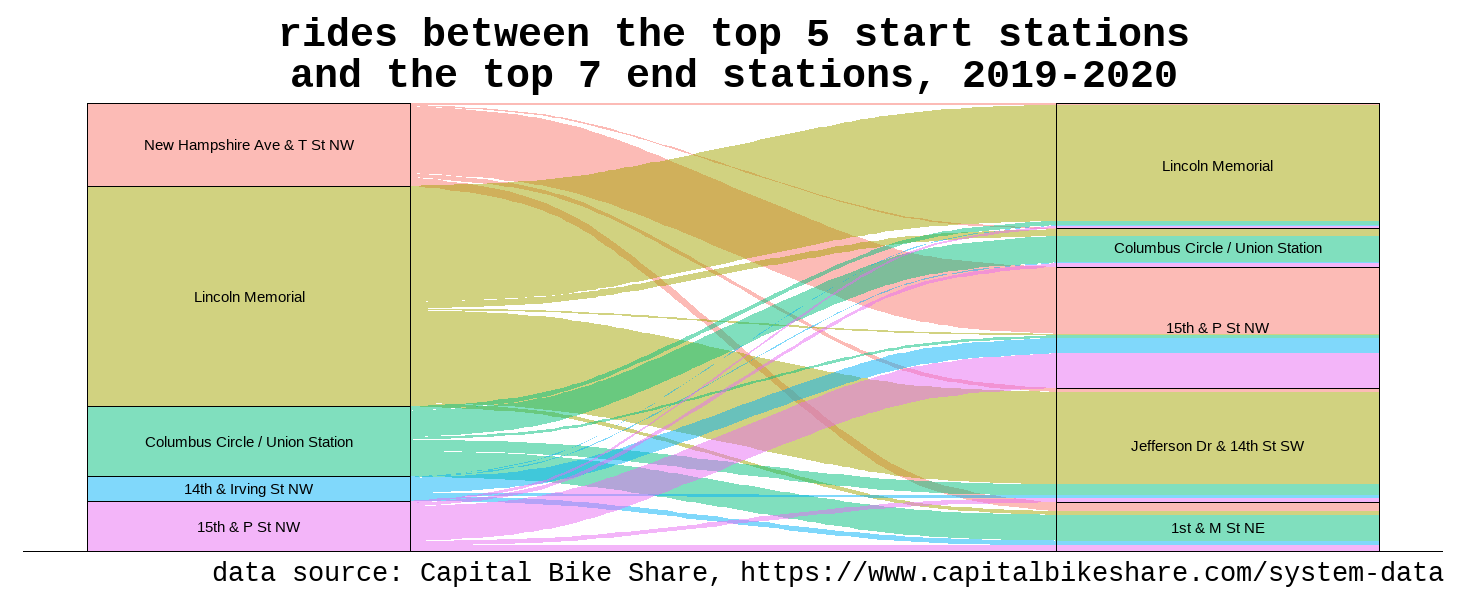 rides between the top 5 start stations
and the top 7 end stations, 2019-2020
New Hampshire Ave & T St NW
Lincoln Memorial
Columbus Circle / Union Station
14th & Irving St NW
15th & P St NW
Lincoln Memorial
Columbus Circle / Union Station
15th & P St NW
Jefferson Dr & 14th St SW
1st & M St NE
data source: Capital Bike Share, https://www.capitalbikeshare.com/system-data